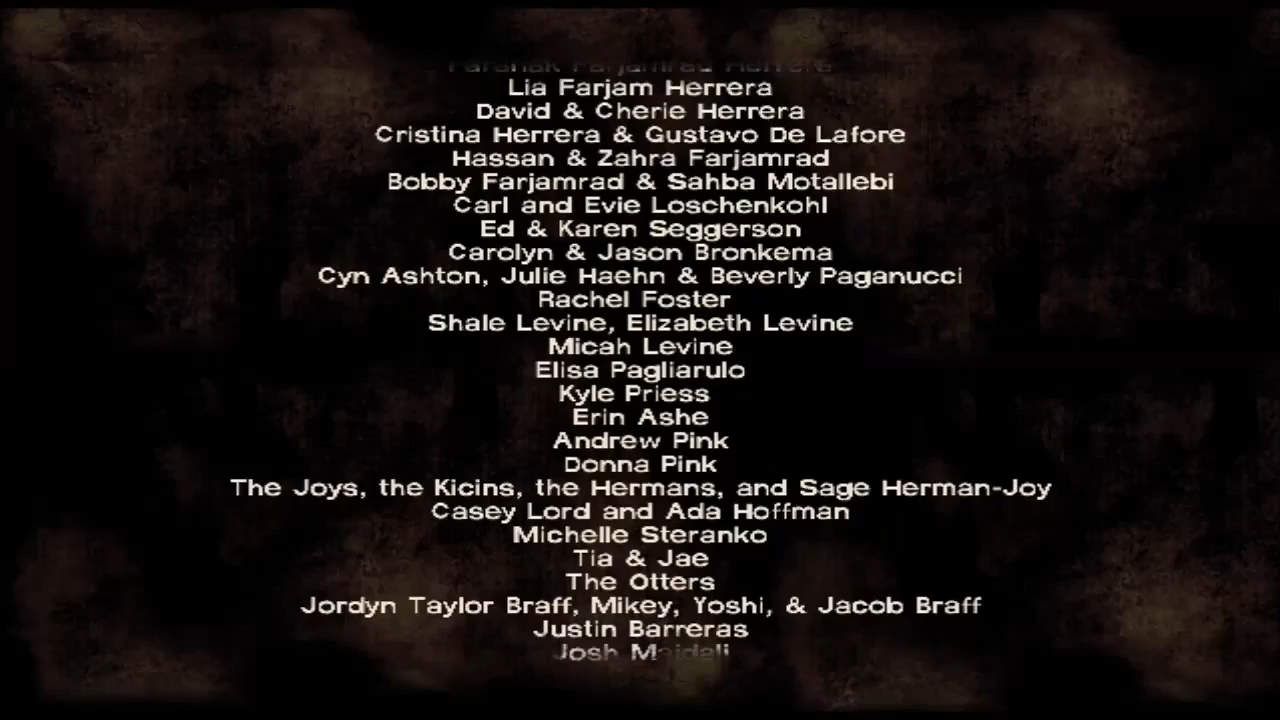 Farjamrad Herrera
Lia Farjam Herrera
David & Cherie Herrera
Cristina Herrera & Gustavo De Lafore
Hassan & Zahra Farjamrad
Bobby Farjamrad & Sahba Motallebi
Carl and Evie Loschenkohl
Ed & Karen Seggerson
Carolyn & Jason Bronkema
Cyn Ashton, Julie Haehn & Beverly Paganucci
Rachel Foster
Shale Levine, Elizabeth Levine
Micah Levine
Elisa Pagliarulo
Kyle Priess
Erin Ashe
Andrew Pink
Donna Pink
The Joys, the Kicins, the Hermans, and Sage Herman-Joy
Casey Lord and Ada Hoffman
Michelle Steranko
Tia & Jae
The Otters
Jordyn Taylor Braff, Mikey, Yoshi, & Jacob Braff
Justin Barreras
Josh